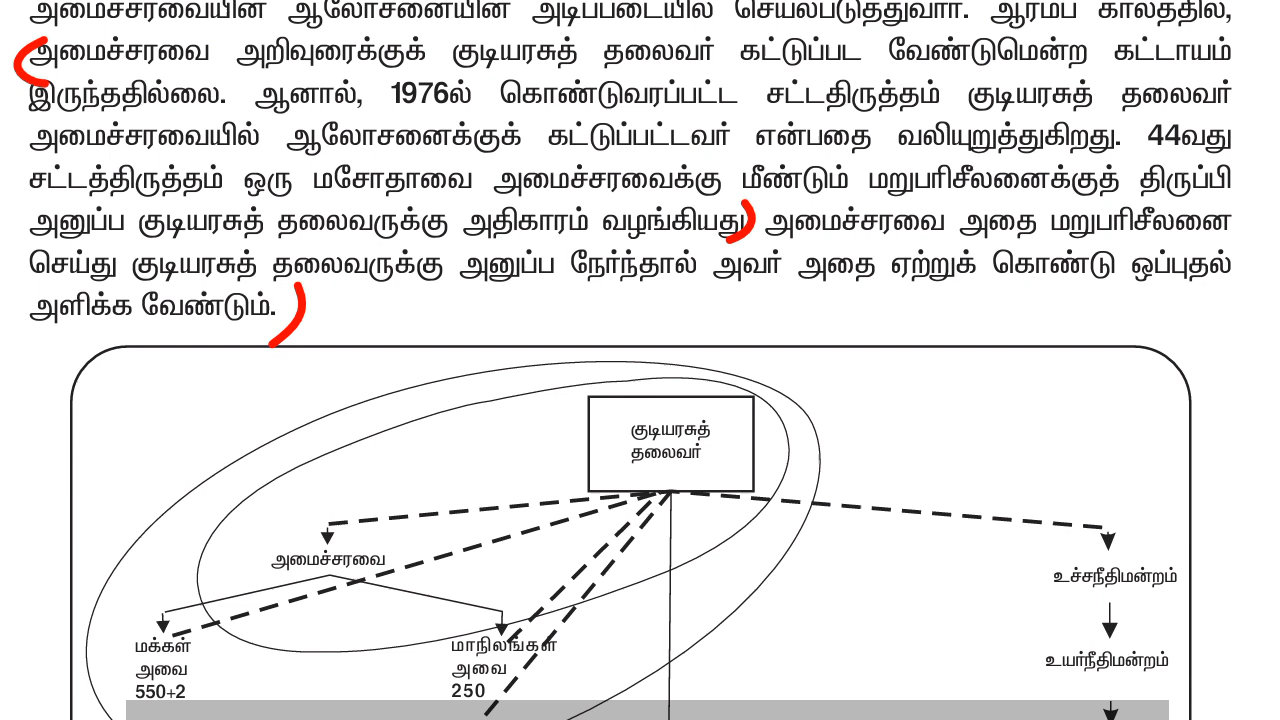 அமைச்சரவையின் ஆலோசனையின் அடிப்படையில் செயல்படுத்துவார். ஆரம்ப காலத்தில்,
அமைச்சரவை அறிவுரைக்குக் குடியரசுத் தலைவர் கட்டுப்பட வேண்டுமென்ற கட்டாயம்
இருந்ததில்லை. ஆனால், 1976ல் கொண்டுவரப்பட்ட சட்டதிருத்தம் குடியரசுத் தலைவர்
அமைச்சரவையில் ஆலோசனைக்குக் கட்டுப்பட்டவர் என்பதை வலியுறுத்துகிறது. 44வது
சட்டத்திருத்தம் ஒரு மசோதாவை அமைச்சரவைக்கு மீண்டும் மறுபரிசீலனைக்குத் திருப்பி
அனுப்ப குடியரசுத் தலைவருக்கு அதிகாரம் வழங்கியது. அமைச்சரவை அதை மறுபரிசீலனை
செய்து குடியரசுத் தலைவருக்கு அனுப்ப நேர்ந்தால் அவர் அதை ஏற்றுக் கொண்டு ஒப்புதல்
அளிக்க வேண்டும்.
குடியரசுத்
தலைவர்
அமைச்சரவை
உச்சநீதிமன்றம்
மக்கள்
அவை
550+2
மாநிலங்கள்
அவை
250
உயர்நீதிமன்றம்